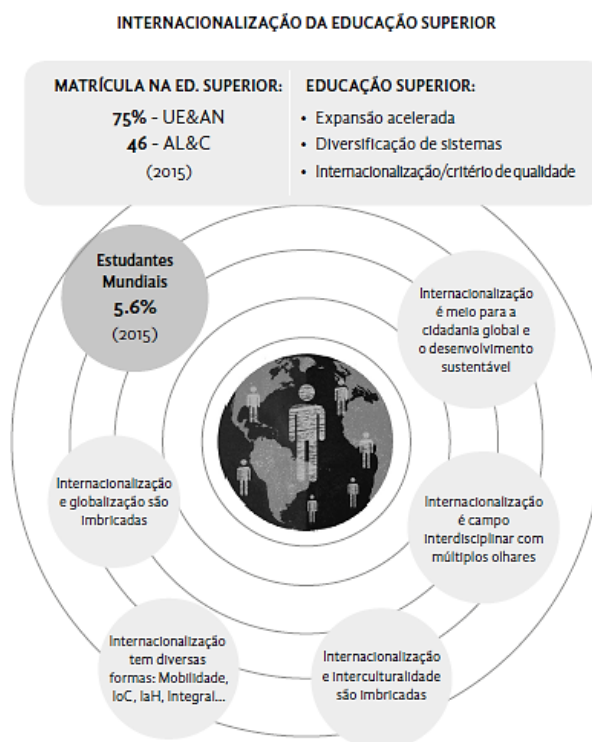 INTERNACIONALIZAÇÃO DA EDUCAÇÃO SUPERIOR
MATRÍCULA NA ED. SUPERIOR:
75% - UE&AN
46 - AL&C
(2015)
EDUCAÇÃO SUPERIOR:
• Expansão acelerada
• Diversificação de sistemas
• Internacionalização/critério de qualidade
Estudantes
Mundiais
5.6%
(2015)
Internacionalização
é meio para a
cidadania global e
o desenvolvimento
sustentável
Internacionalização
e globalização são
imbricadas
Internacionalização
é campo
interdisciplinar com
múltiplos olhares
Internacionalização
tem diversas
formas: Mobilidade,
IoC, IaH, Integral...
Internacionalização
e interculturalidade
são imbricadas